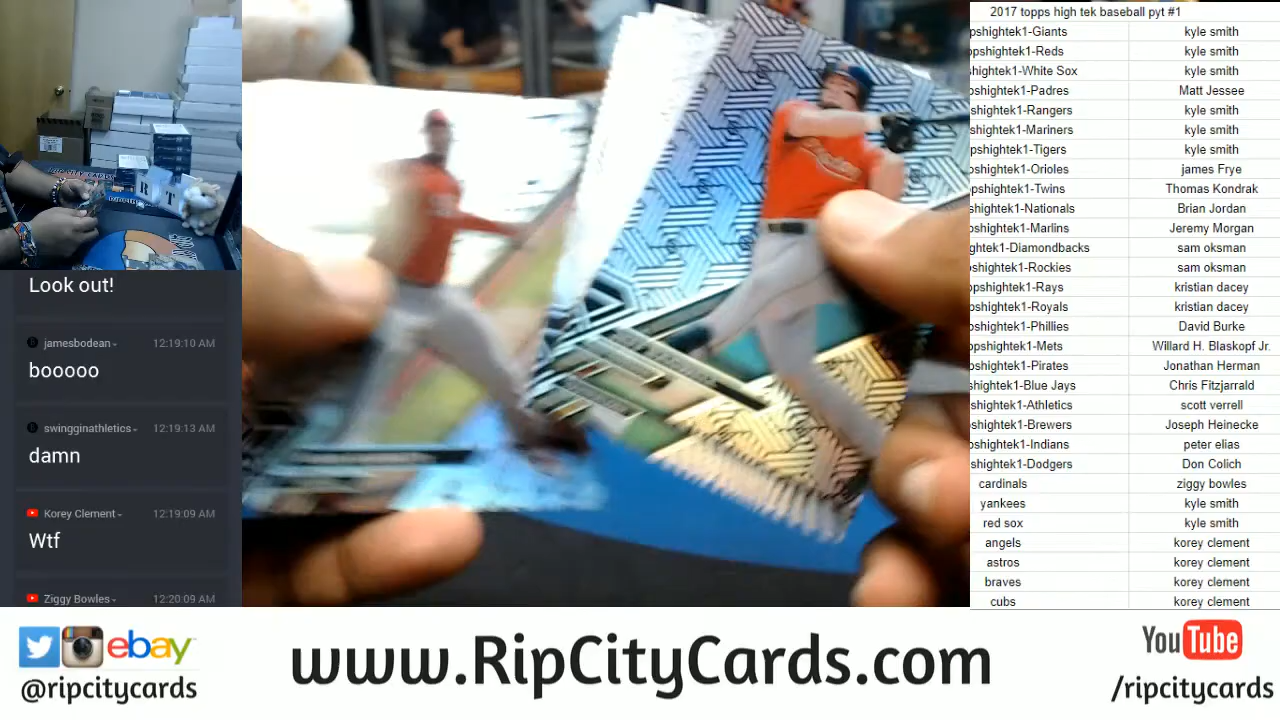 Look out!
jamesbodean
12:19:10 AM
booooo
swingginathletics
12:19:13 AM
damn
Korey Clement
12:19:09 AM
Wtf
Ziggy Bowles
12:20:09 AM
R T
2017 topps high tek baseball pyt #1
pshightek1-Giants kyle smith
pshightek1-Reds kyle smith
shightek1-White Sox kyle smith
pshightek1-Padres Matt Jessee
shightek1-Rangers kyle smith
shightek1-Mariners kyle smith
pshightek1-Tigers kyle smith
shightek1-Orioles james Frye
pshightek1-Twins Thomas Kondrak
shightek1-Nationals Brian Jordan
pshightek1-Marlins Jeremy Morgan
ghtek1-Diamondbacks sam oksman
shightek1-Rockies sam oksman
pshightek1-Rays kristian dacey
pshightek1-Royals kristian dacey
pshightek1-Phillies David Burke
pshightek1-Mets Willard H. Blaskopf Jr.
pshightek1-Pirates Jonathan Herman
shightek1-Blue Jays Chris Fitzjarrald
shightek1-Athletics scott verrell
shightek1-Brewers Joseph Heinecke
pshightek1-Indians peter elias
shightek1-Dodgers Don Colich
cardinals ziggy bowles
yankees kyle smith
red sox kyle smith
angels korey clement
astros korey clement
braves korey clement
cubs korey clement
ebay
@ripcitycards
www.RipCityCards.com
YouTube
/ripcitycards